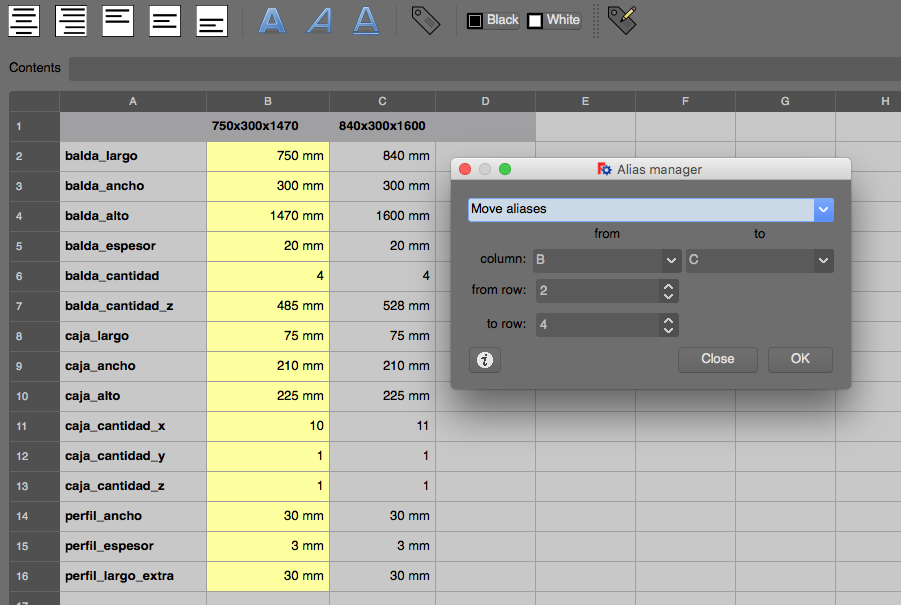 A A A Black White
Contents
A B C D E F G H
1 750x300x1470 840x300x1600
2 balda_largo 750 mm 840 mm
3 balda_ancho 300 mm 300 mm
4 balda_alto 1470 mm 1600 mm
5 balda_espesor 20 mm 20 mm
6 balda_cantidad 4 4
7 balda_cantidad_z 485 mm 528 mm
8 caja_largo 75 mm 75 mm
9 caja_ancho 210 mm 210 mm
10 caja_alto 225 mm 225 mm
11 caja_cantidad_x 10 11
12 caja_cantidad_y 1 1
13 caja_cantidad_z 1 1
14 perfil_ancho 30 mm 30 mm
15 perfil_espesor 3 mm 3 mm
16 perfil_largo_extra 30 mm 30 mm
17
Alias manager
Move aliases
from to
column: B C
from row: 2
to row: 4
i Close OK